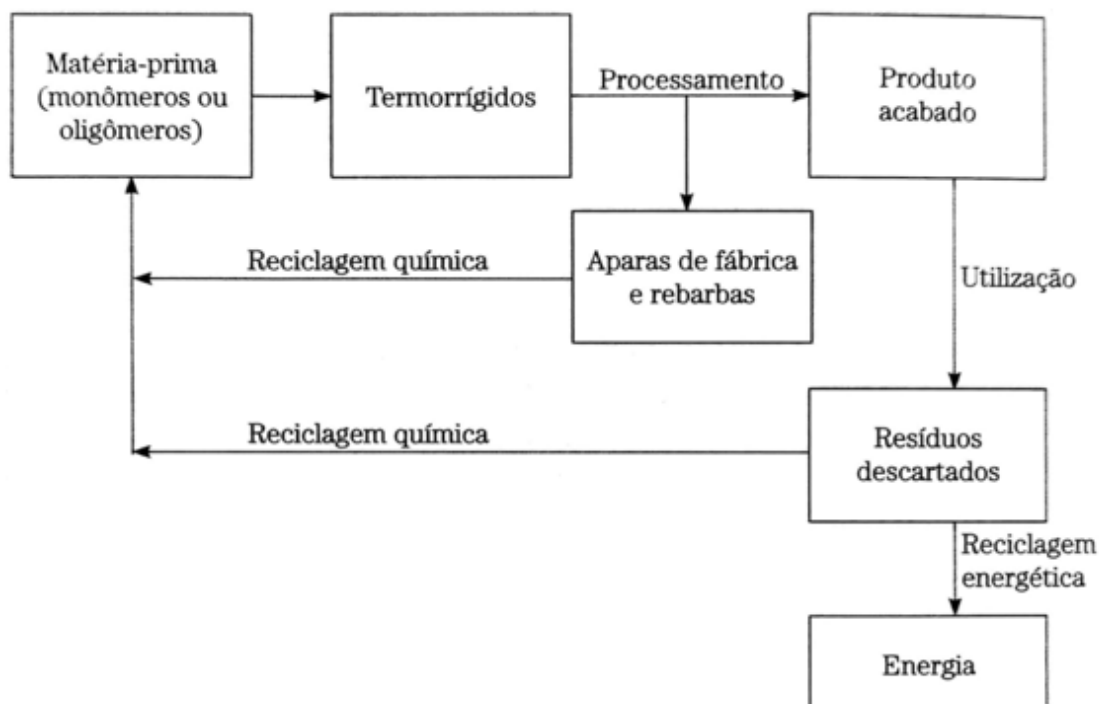 Matéria-prima
(monômeros ou
oligômeros)
Termorrígidos
Processamento
Produto
acabado
Reciclagem química
Aparas de fábrica
e rebarbas
Utilização
Reciclagem química
Resíduos
descartados
Reciclagem
energética
Energia